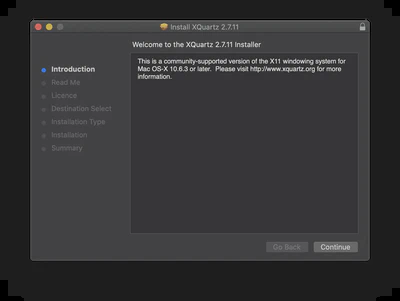 Install XQuartz 2.7.11
Welcome to the XQuartz 2.7.11 Installer
Introduction
Read Me
Licence
Destination Select
Installation Type
Installation
Summary
This is a community-supported version of the X11 windowing system for
Mac OS-X 10.6.3 or later. Please visit http://www.xquartz.org for more
information.
Go Back
Continue